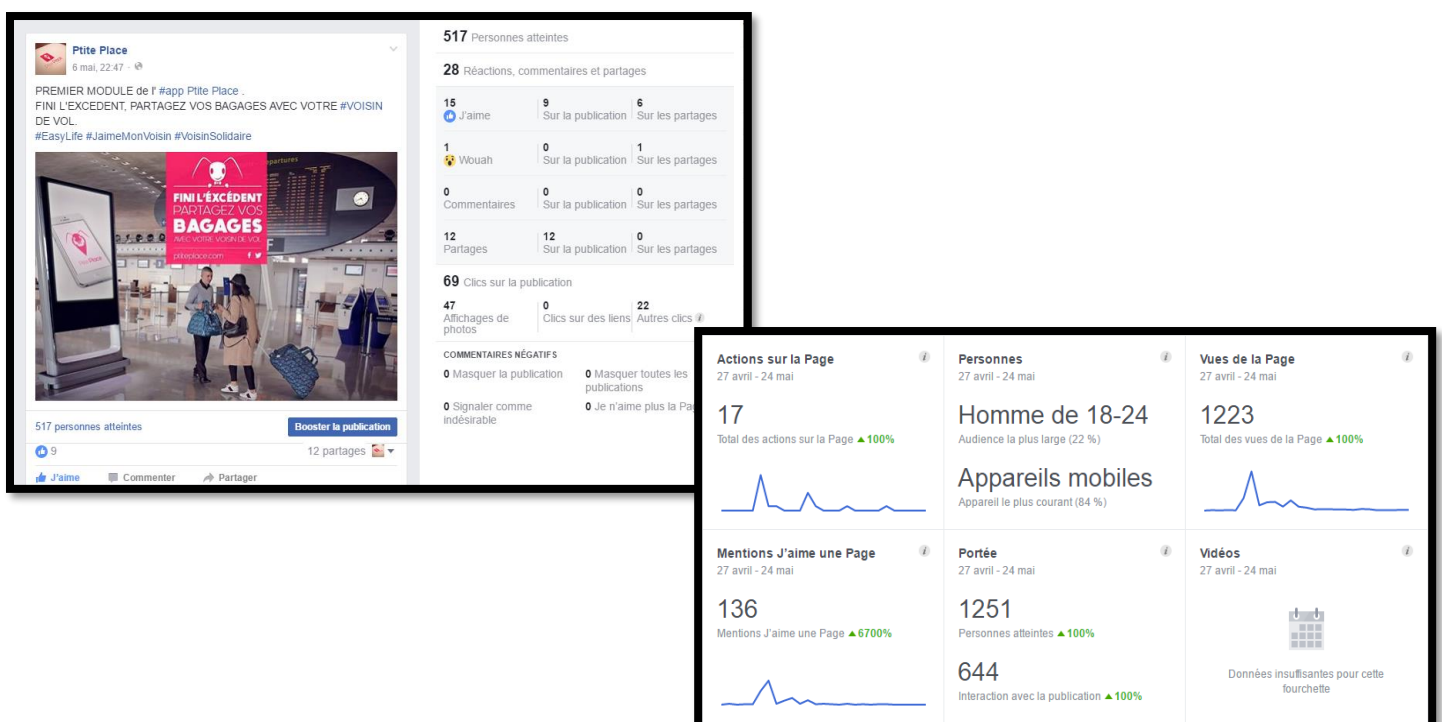 Ptite Place
6 mai, 22:47 ·
PREMIER MODULE de l' #app Ptite Place .
FINI L'EXCEDENT, PARTAGEZ VOS BAGAGES AVEC VOTRE #VOISIN
DE VOL.
#EasyLife #JaimeMonVoisin #VoisinSolidaire
FINI L'ÉXCÉDENT
PARTAGEZ VOS
BAGAGES
AVEC VOTRE VOISIN DE VOL
ptiteplace.com
517 personnes atteintes
Booster la publication
9
12 partages
J'aime
Commenter
Partager
517 Personnes atteintes
28 Réactions, commentaires et partages
15 9 6
J'aime Sur la publication Sur les partages
1 0 1
Wouah Sur la publication Sur les partages
0 0 0
Commentaires Sur la publication Sur les partages
12 12 0
Partages Sur la publication Sur les partages
69 Clics sur la publication
47 0 22
Affichages de Clics sur des liens Autres clics i
photos
COMMENTAIRES NÉGATIFS
0 Masquer la publication 0 Masquer toutes les
publications
0 Signaler comme 0 Je n'aime plus la
indésirable
Actions sur la Page
27 avril - 24 mai
17
Total des actions sur la Page ▲100%
Personnes
27 avril - 24 mai
Homme de 18-24
Audience la plus large (22 %)
Appareils mobiles
Appareil le plus courant (84 %)
Vues de la Page
27 avril - 24 mai
1223
Total des vues de la Page ▲100%
Mentions J'aime une Page
27 avril - 24 mai
136
Mentions J'aime une Page ▲6700%
Portée
27 avril - 24 mai
1251
Personnes atteintes ▲100%
644
Interaction avec la publication ▲100%
Vidéos
27 avril - 24 mai
Données insuffisantes pour cette
fourchette